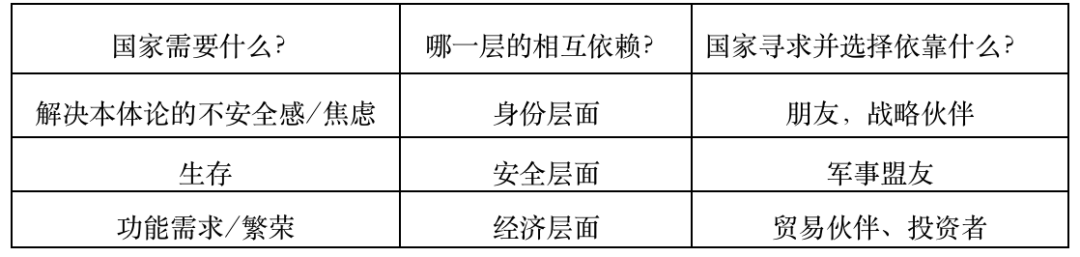 国家需要什么? 哪一层的相互依赖? 国家寻求并选择依靠什么?
解决本体论的不安全感/焦虑 身份层面 朋友，战略伙伴
生存 安全层面 军事盟友
功能需求/繁荣 经济层面 贸易伙伴、投资者